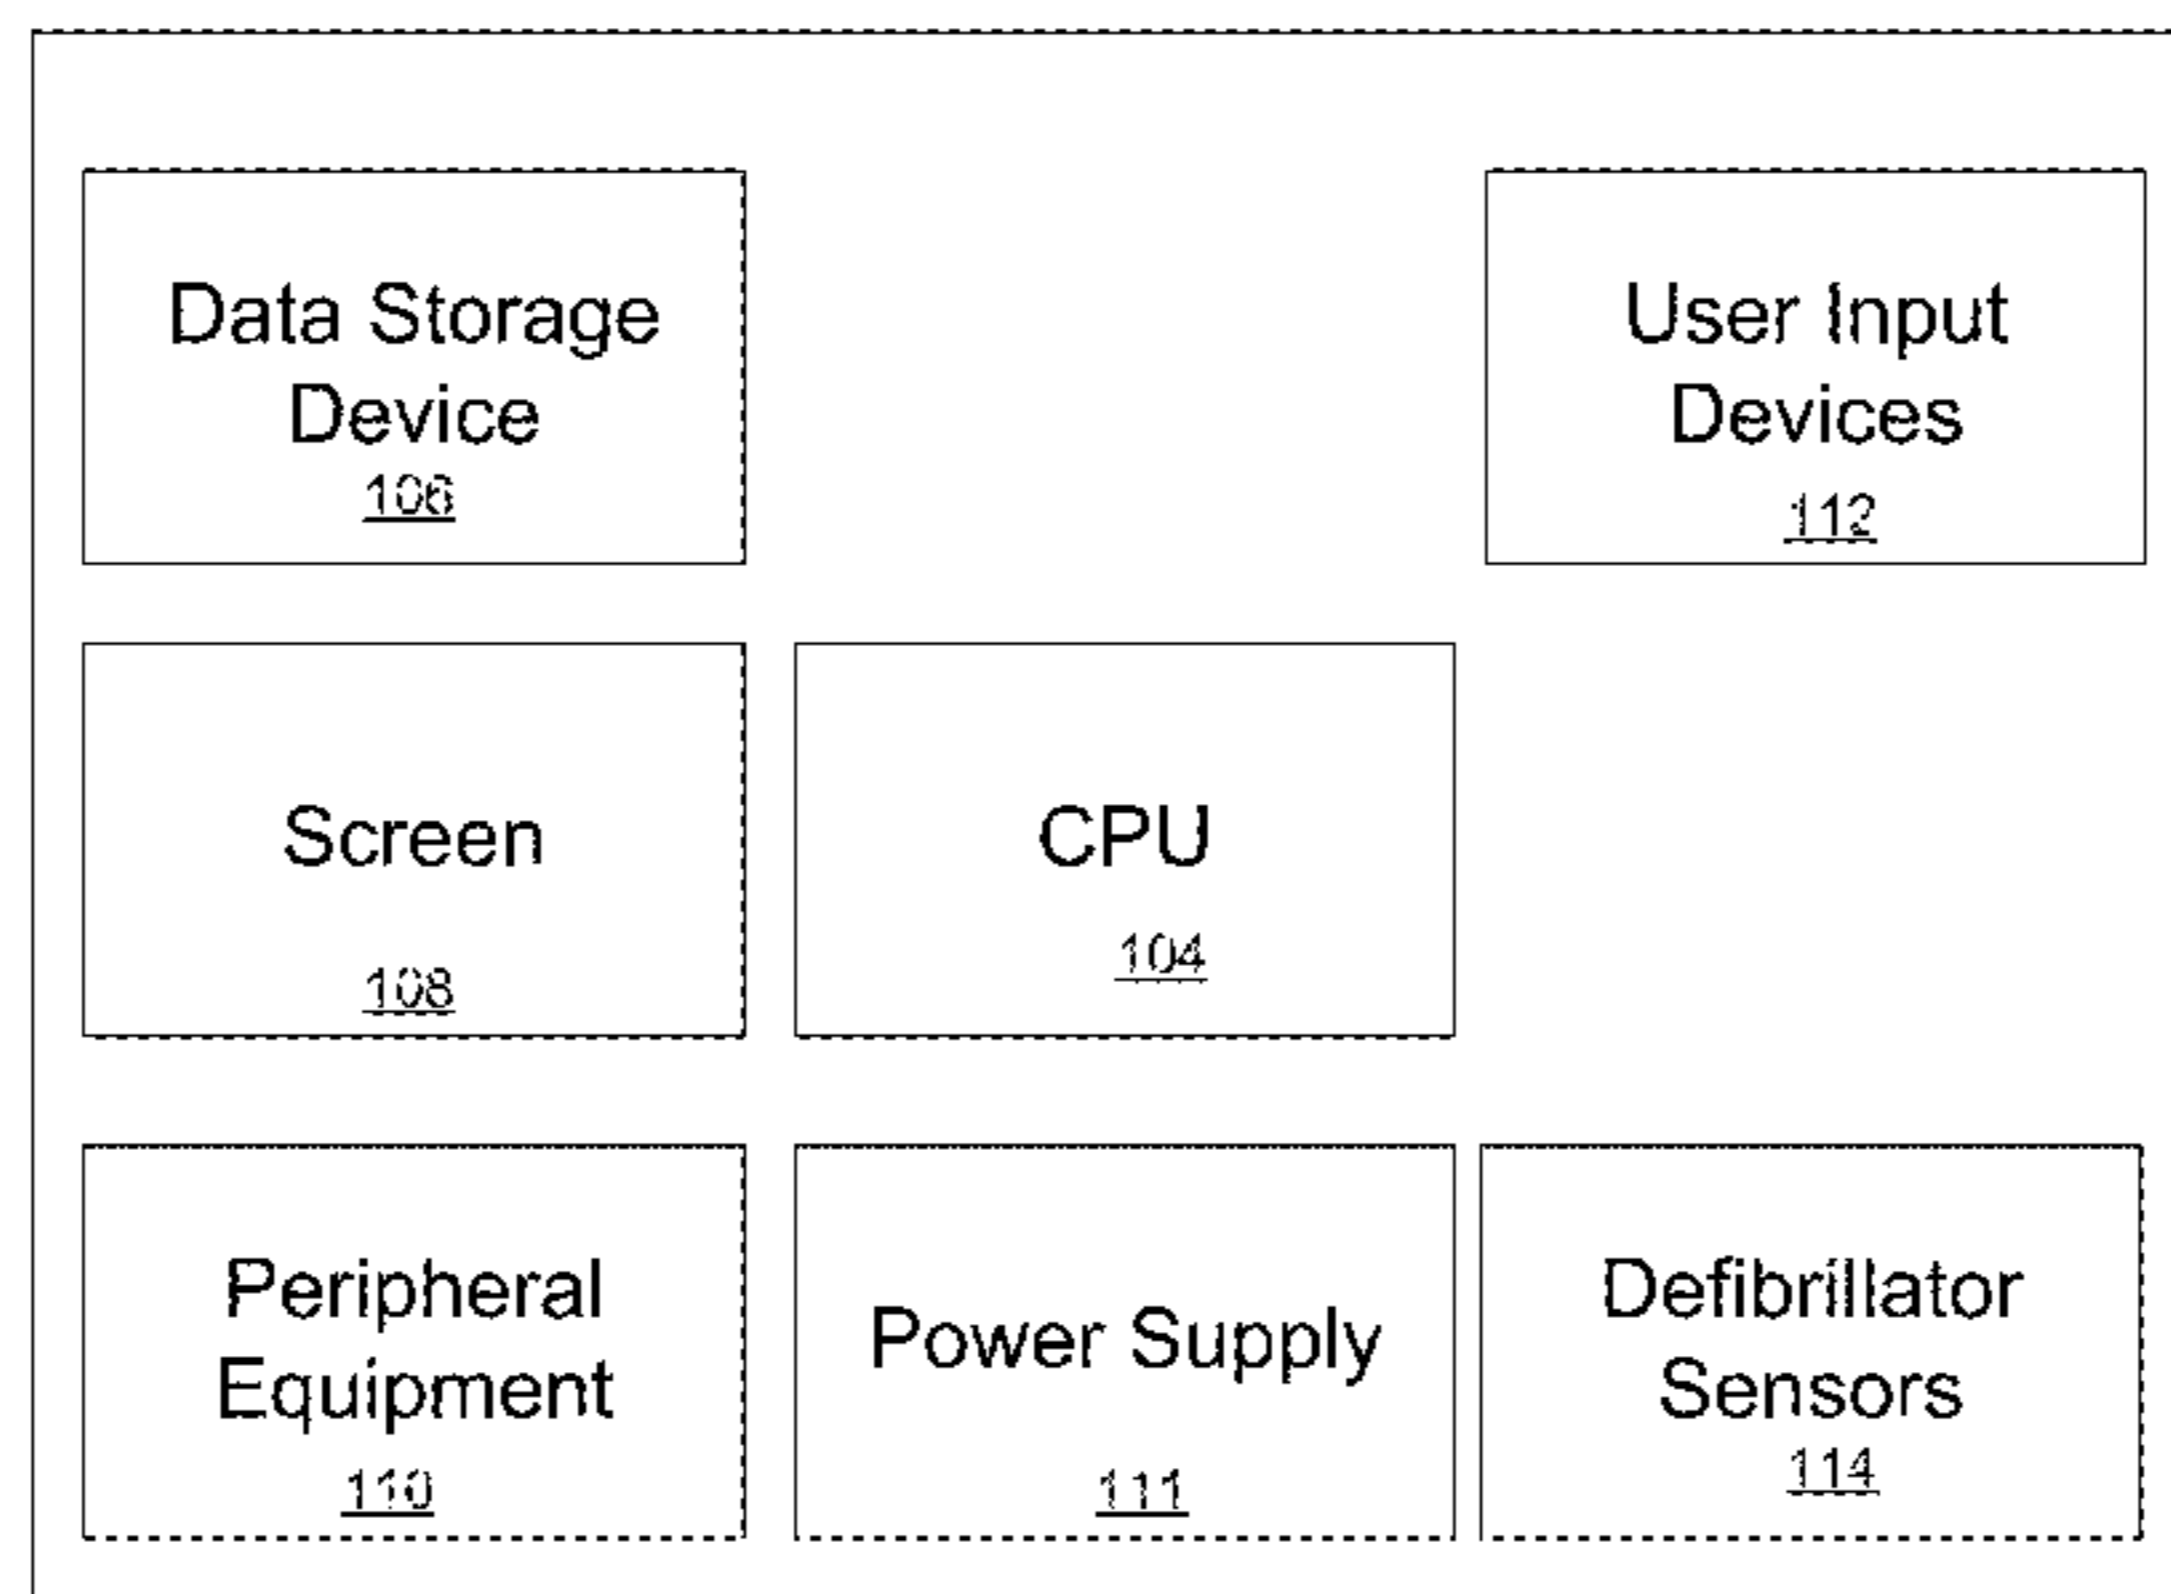 Data Storage
Device
106
User Input
Devices
112
Screen
108
CPU
104
Peripheral
Equipment
110
Power Supply
111
Defibrillator
Sensors
114